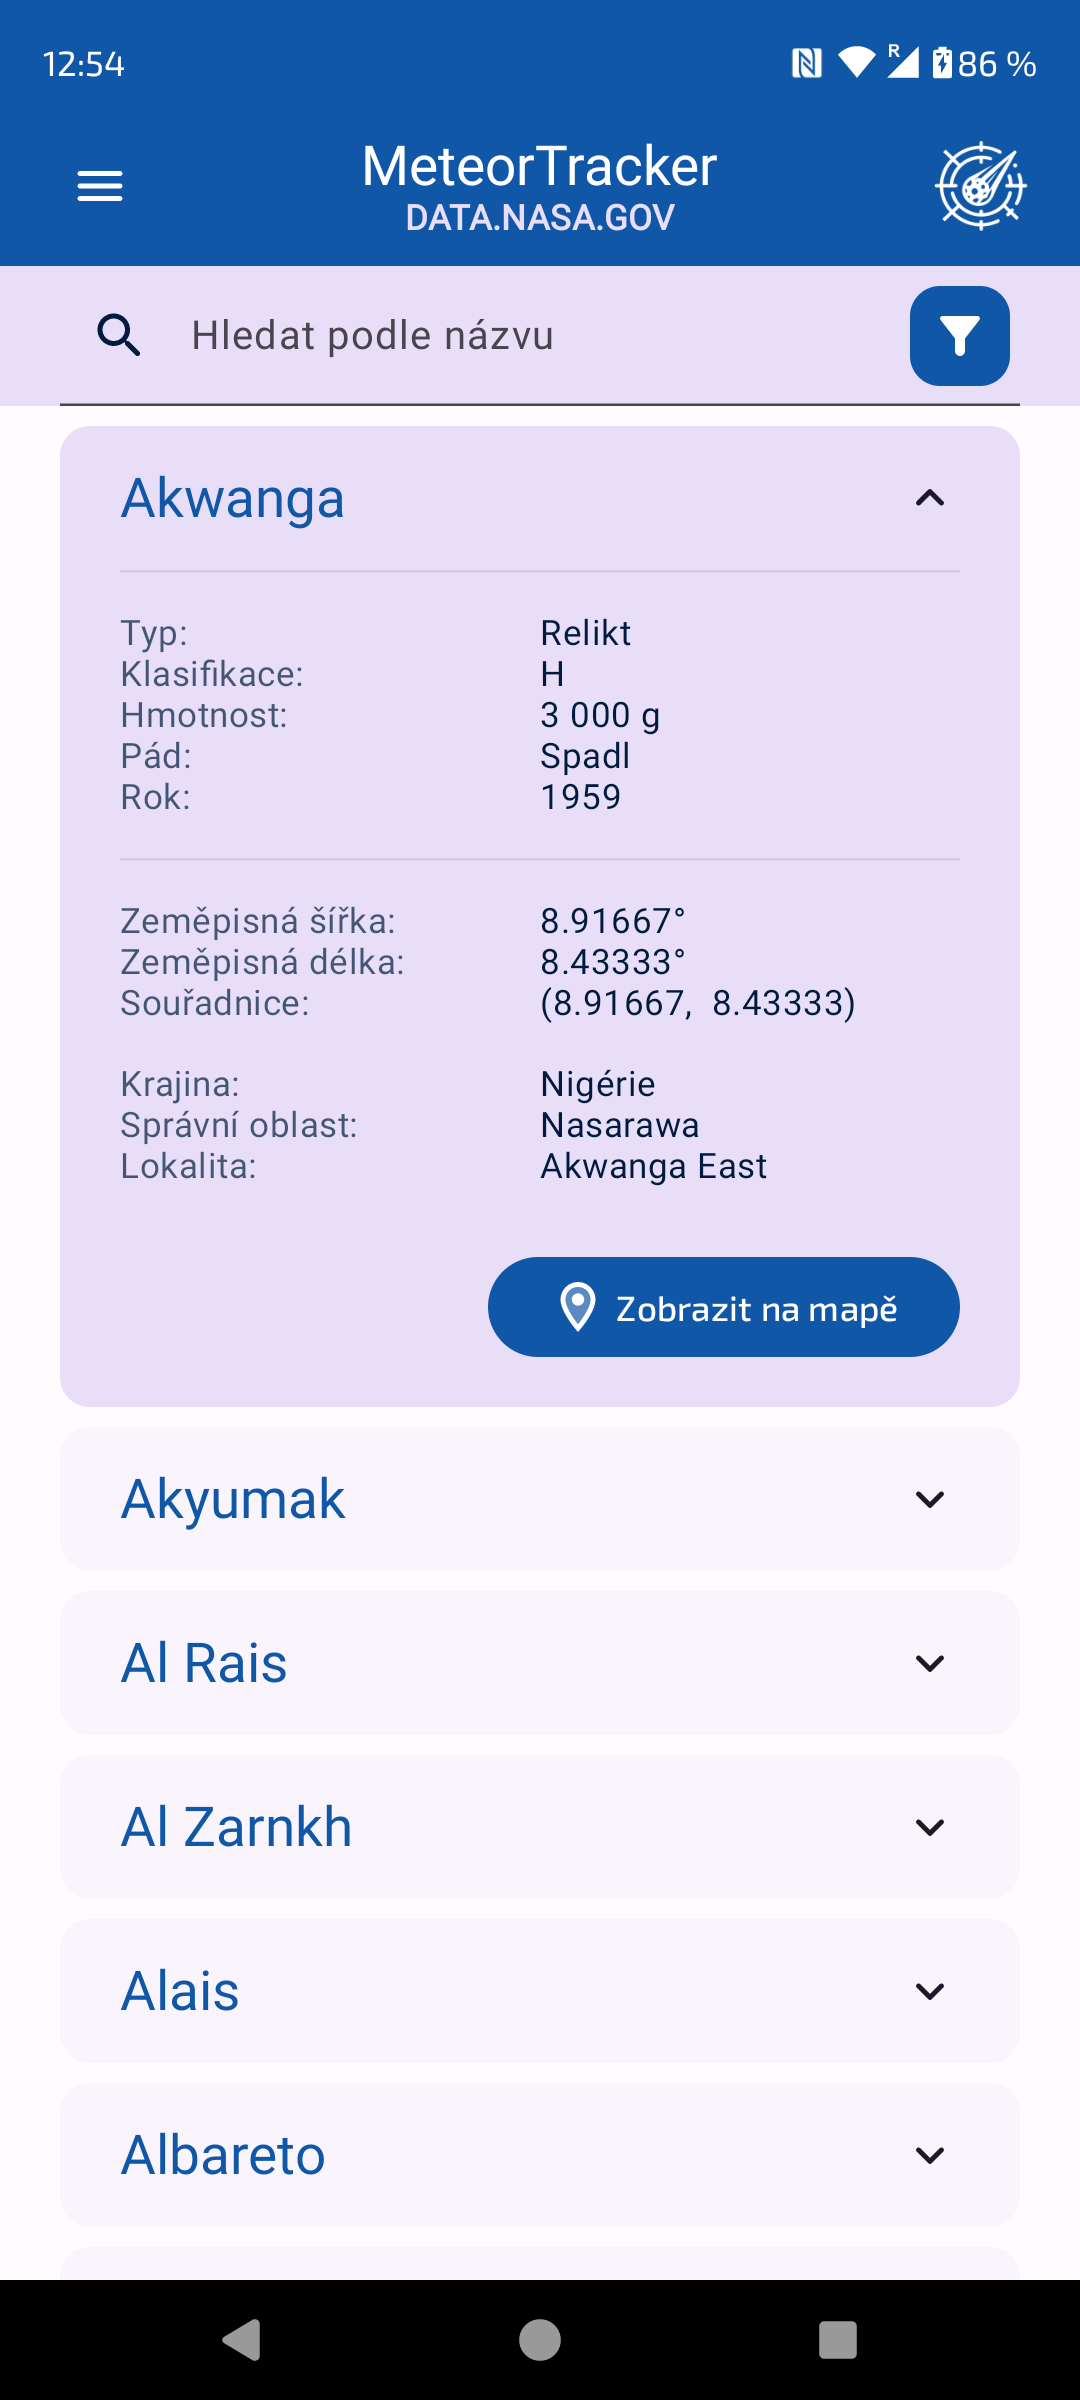 12:54
R
86 %
MeteorTracker
DATA.NASA.GOV
Hledat podle názvu
Akwanga
Typ: Relikt
Klasifikace: H
Hmotnost: 3 000 g
Pád: Spadl
Rok: 1959
Zeměpisná šířka: 8.91667°
Zeměpisná délka: 8.43333°
Souřadnice: (8.91667, 8.43333)
Krajina: Nigérie
Správní oblast: Nasarawa
Lokalita: Akwanga East
Zobrazit na mapě
Akyumak
Al Rais
Al Zarnkh
Alais
Albareto